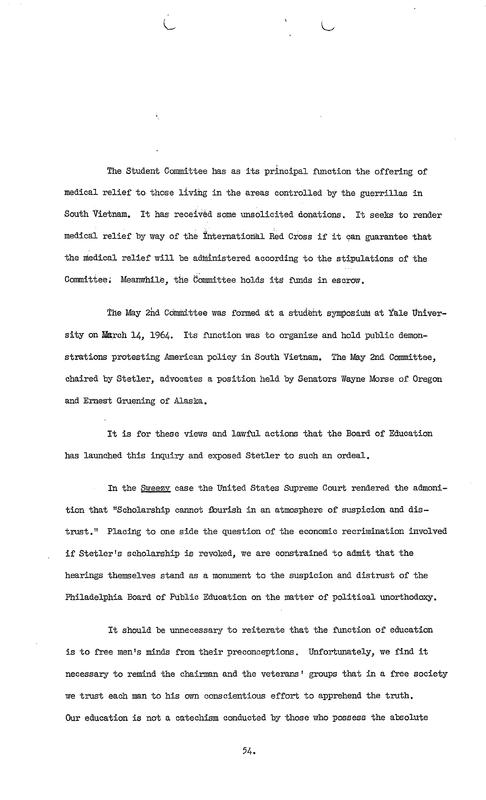 The Student Committee has as its principal function the offering of
medical relief to those living in the areas controlled by the guerrillas in
South Vietnam. It has received some unsolicited donations. It seeks to render
medical relief by way of the International Red Cross if it can guarantee that
the medical relief will be administered according to the stipulations of the
Committee. Meanwhile, the Committee holds its funds in escrow.
The May 2nd Committee was formed at a student symposium at Yale Univer-
sity on March 14, 1964. Its function was to organize and hold public demon-
strations protesting American policy in South Vietnam. The May 2nd Committee,
chaired by Stetler, advocates a position held by Senators Wayne Morse of Oregon
and Ernest Gruening of Alaska.
It is for these views and lawful actions that the Board of Education
has launched this inquiry and exposed Stetler to such an ordeal.
In the Sweezy case the United States Supreme Court rendered the admoni-
tion that "Scholarship cannot flourish in an atmosphere of suspicion and dis-
trust." Placing to one side the question of the economic recrimination involved
if Stetler's scholarship is revoked, we are constrained to admit that the
hearings themselves stand as a monument to the suspicion and distrust of the
Philadelphia Board of Public Education on the matter of political unorthodoxy.
It should be unnecessary to reiterate that the function of education
is to free men's minds from their preconceptions. Unfortunately, we find it
necessary to remind the chairman and the veterans' groups that in a free society
we trust each man to his own conscientious effort to apprehend the truth.
Our education is not a catechism conducted by those who possess the absolute
54.